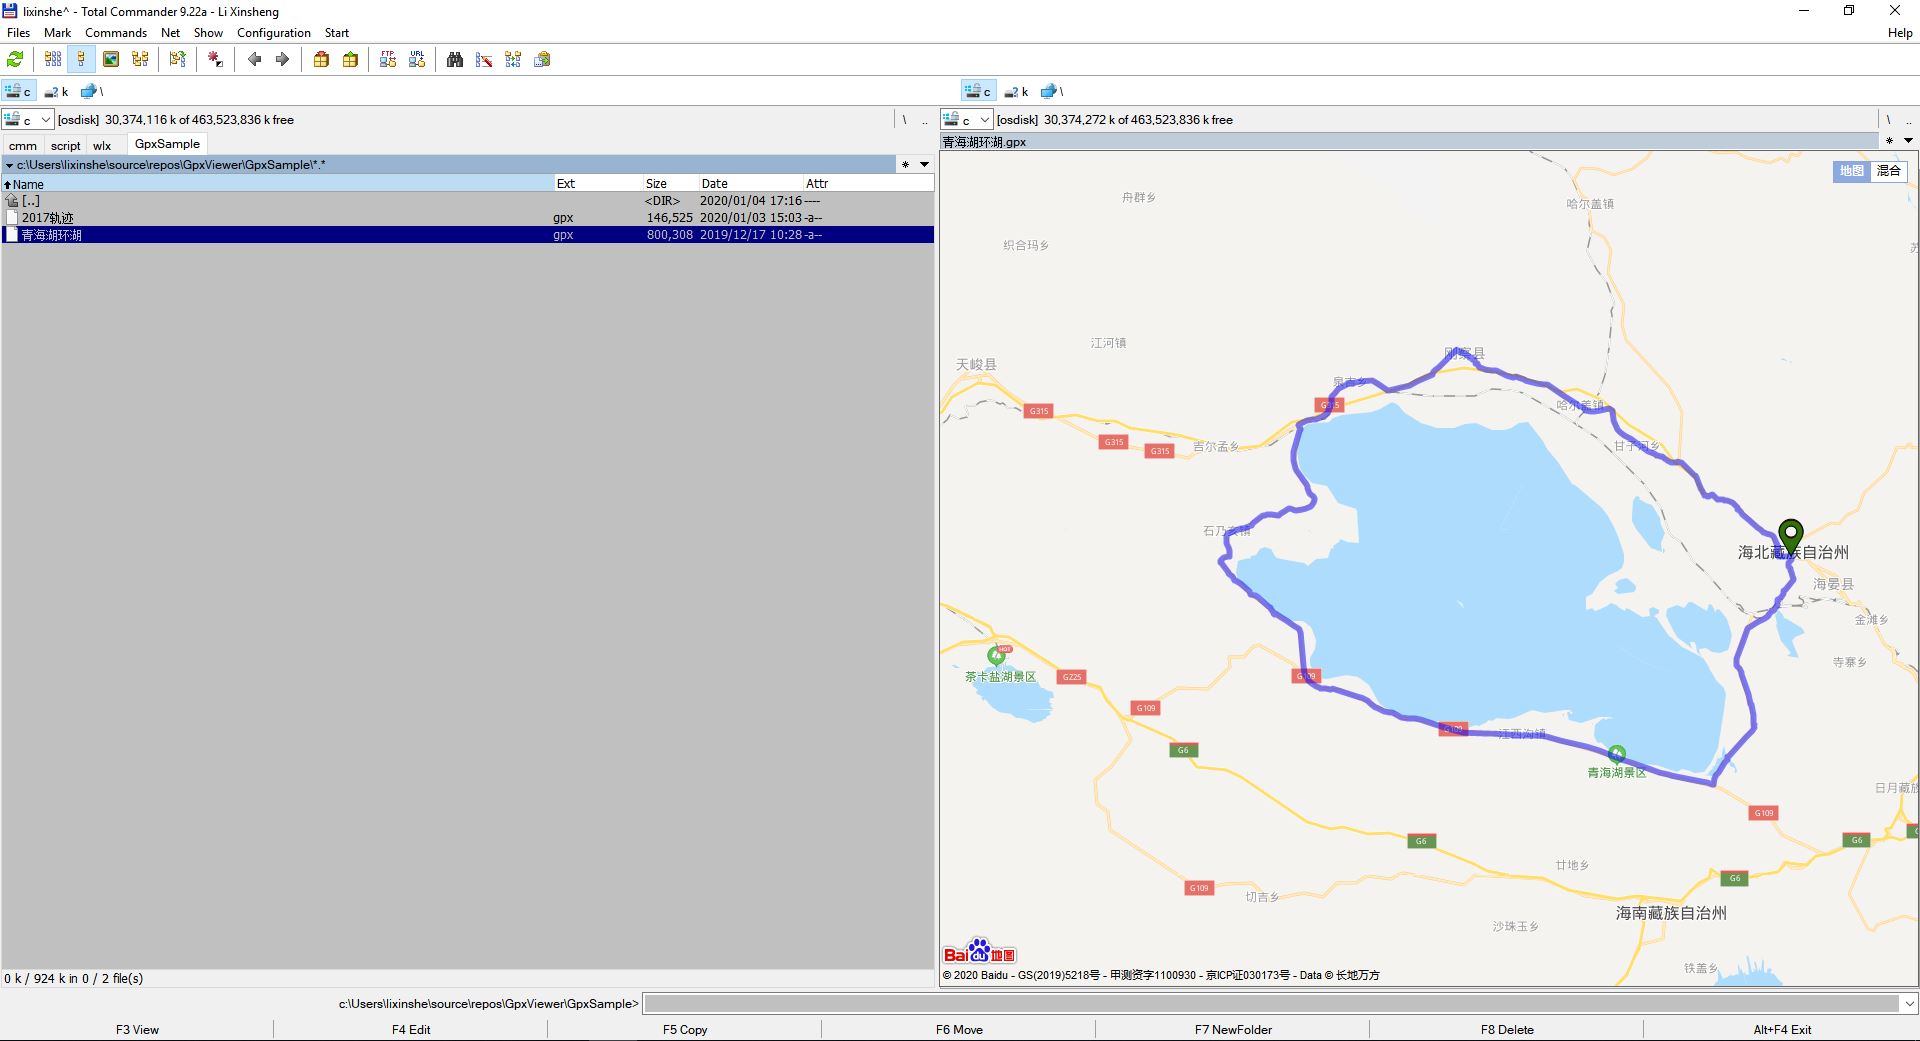 lixinshe^ - Total Commander 9.22a - Li Xinsheng
Files Mark Commands Net Show Configuration Start Help
FTP URL
c k \ c k \
c [osdisk] 30,374,116 k of 463,523,836 k free \ .. c [osdisk] 30,374,272 k of 463,523,836 k free \ ..
cmm script wlx GpxSample
青海湖环湖.gpx *
c:\Users\lixinshe\source\repos\GpxViewer\GpxSample\*.* *
Name Ext Size Date Attr
[..] <DIR> 2020/01/04 17:16 ----
2017轨迹 gpx 146,525 2020/01/03 15:03 -a--
青海湖环湖 gpx 800,308 2019/12/17 10:28 -a--
地图 混合
舟群乡
哈尔盖镇
织合玛乡
苏
江河镇
刚察县
天峻县
泉吉乡
G315
G315
哈尔盖镇
G315
G315
吉尔孟乡
甘子河乡
石乃亥镇
海北藏族自治州
海晏县
金滩乡
HOT
寺寨乡
茶卡盐湖景区
G225
G109
G109
G109
江西沟镇
G6
青海湖景区
日月藏族
G109
G6
G6
G
廿地乡
G6
G109
切吉乡
海南藏族自治州
沙珠玉乡
铁盖乡
Bai du 地图
© 2020 Baidu - GS(2019)5218号 - 甲测资字1100930 - 京ICP证030173号 - Data © 长地万方
0 k / 924 k in 0 / 2 file(s)
c:\Users\lixinshe\source\repos\GpxViewer\GpxSample>
F3 View F4 Edit F5 Copy F6 Move F7 NewFolder F8 Delete Alt+F4 Exit